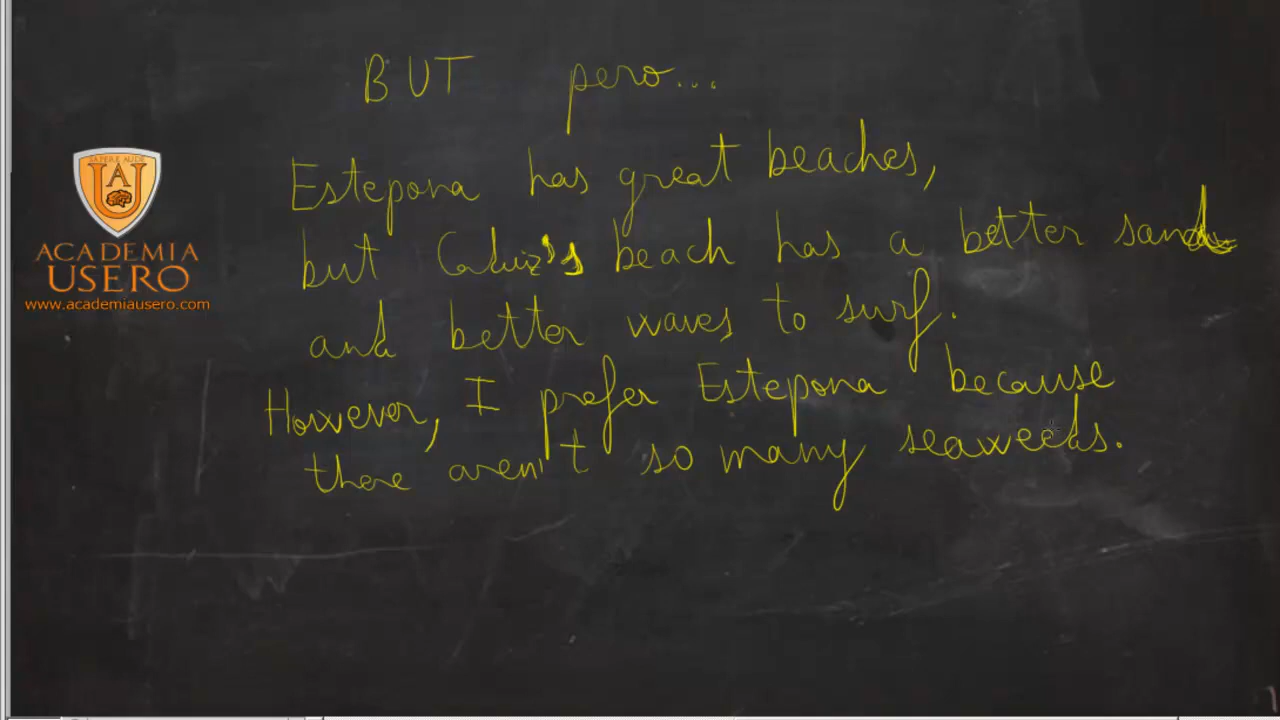 BUT pero...
Estepona has great beaches,
but Cadiz's beach has a better sand
and better waves to surf.
However, I prefer Estepona because
there aren't so many seaweeds.
SAPERE AUDE
UA
ACADEMIA
USERO
www.academiausero.com